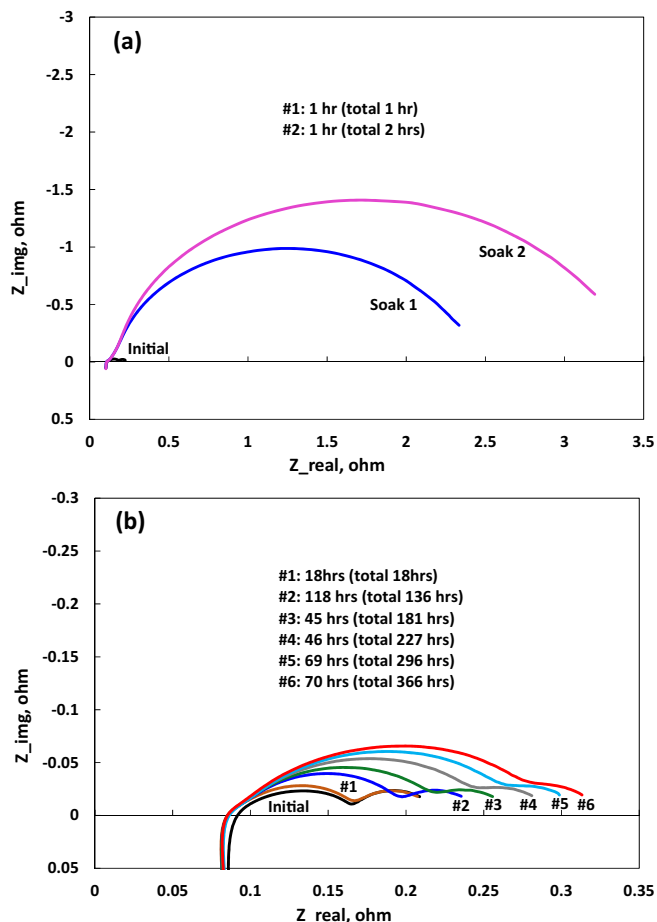 -3
(a)
-2.5
#1: 1 hr (total 1 hr)
#2: 1 hr (total 2 hrs)
-2
-1.5
Z_img, ohm
-1
Soak 2
-0.5
Soak 1
Initial
0
0.5
0 0.5 1 1.5 2 2.5 3 3.5
Z_real, ohm
-0.3
(b)
-0.25
#1: 18hrs (total 18hrs)
#2: 118 hrs (total 136 hrs)
#3: 45 hrs (total 181 hrs)
#4: 46 hrs (total 227 hrs)
#5: 69 hrs (total 296 hrs)
#6: 70 hrs (total 366 hrs)
-0.2
-0.15
Z_img, ohm
-0.1
-0.05
#1
Initial
#2 #3 #4 #5 #6
0
0.05
0 0.05 0.1 0.15 0.2 0.25 0.3 0.35
Z_real, ohm